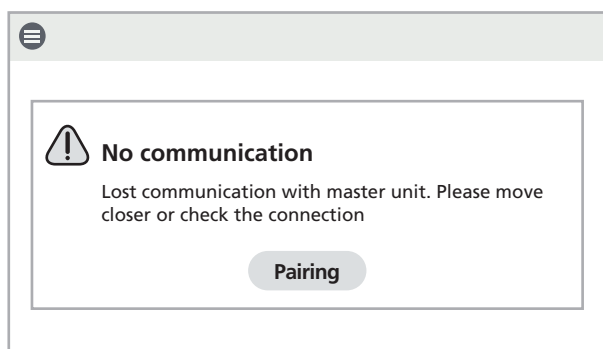 No communication
Lost communication with master unit. Please move
closer or check the connection
Pairing